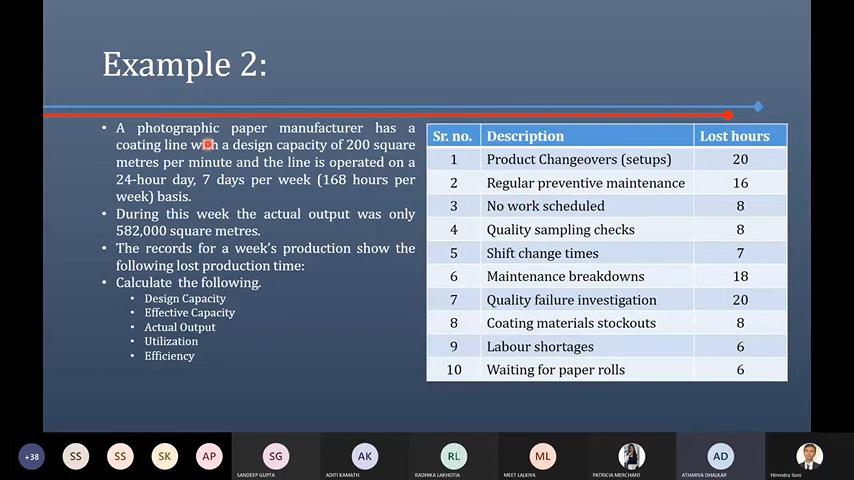 Example 2:
• A photographic paper manufacturer has a
coating line with a design capacity of 200 square
metres per minute and the line is operated on a
24-hour day, 7 days per week (168 hours per
week) basis.
• During this week the actual output was only
582,000 square metres.
• The records for a week's production show the
following lost production time:
• Calculate the following.
• Design Capacity
• Effective Capacity
• Actual Output
• Utilization
• Efficiency
Sr. no. Description Lost hours
1 Product Changeovers (setups) 20
2 Regular preventive maintenance 16
3 No work scheduled 8
4 Quality sampling checks 8
5 Shift change times 7
6 Maintenance breakdowns 18
7 Quality failure investigation 20
8 Coating materials stockouts 8
9 Labour shortages 6
10 Waiting for paper rolls 6
+38 SS SS SK AP SG AK RL ML AD
SANDEEP GUPTA ADITI KAMATH RADHIKA LAKHOTIA MEET LALKIYA PATRICIA MERCHANT ATHARVA DHALKAR Hirendra Soni